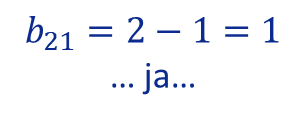 b₂₁ = 2 − 1 = 1
... ja...